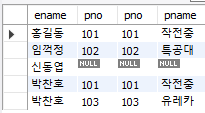 ename pno pno pname
홍길동 101 101 작전중
임꺽정 102 102 특공대
신동엽 NULL NULL NULL
박찬호 101 101 작전중
박찬호 103 103 유레카